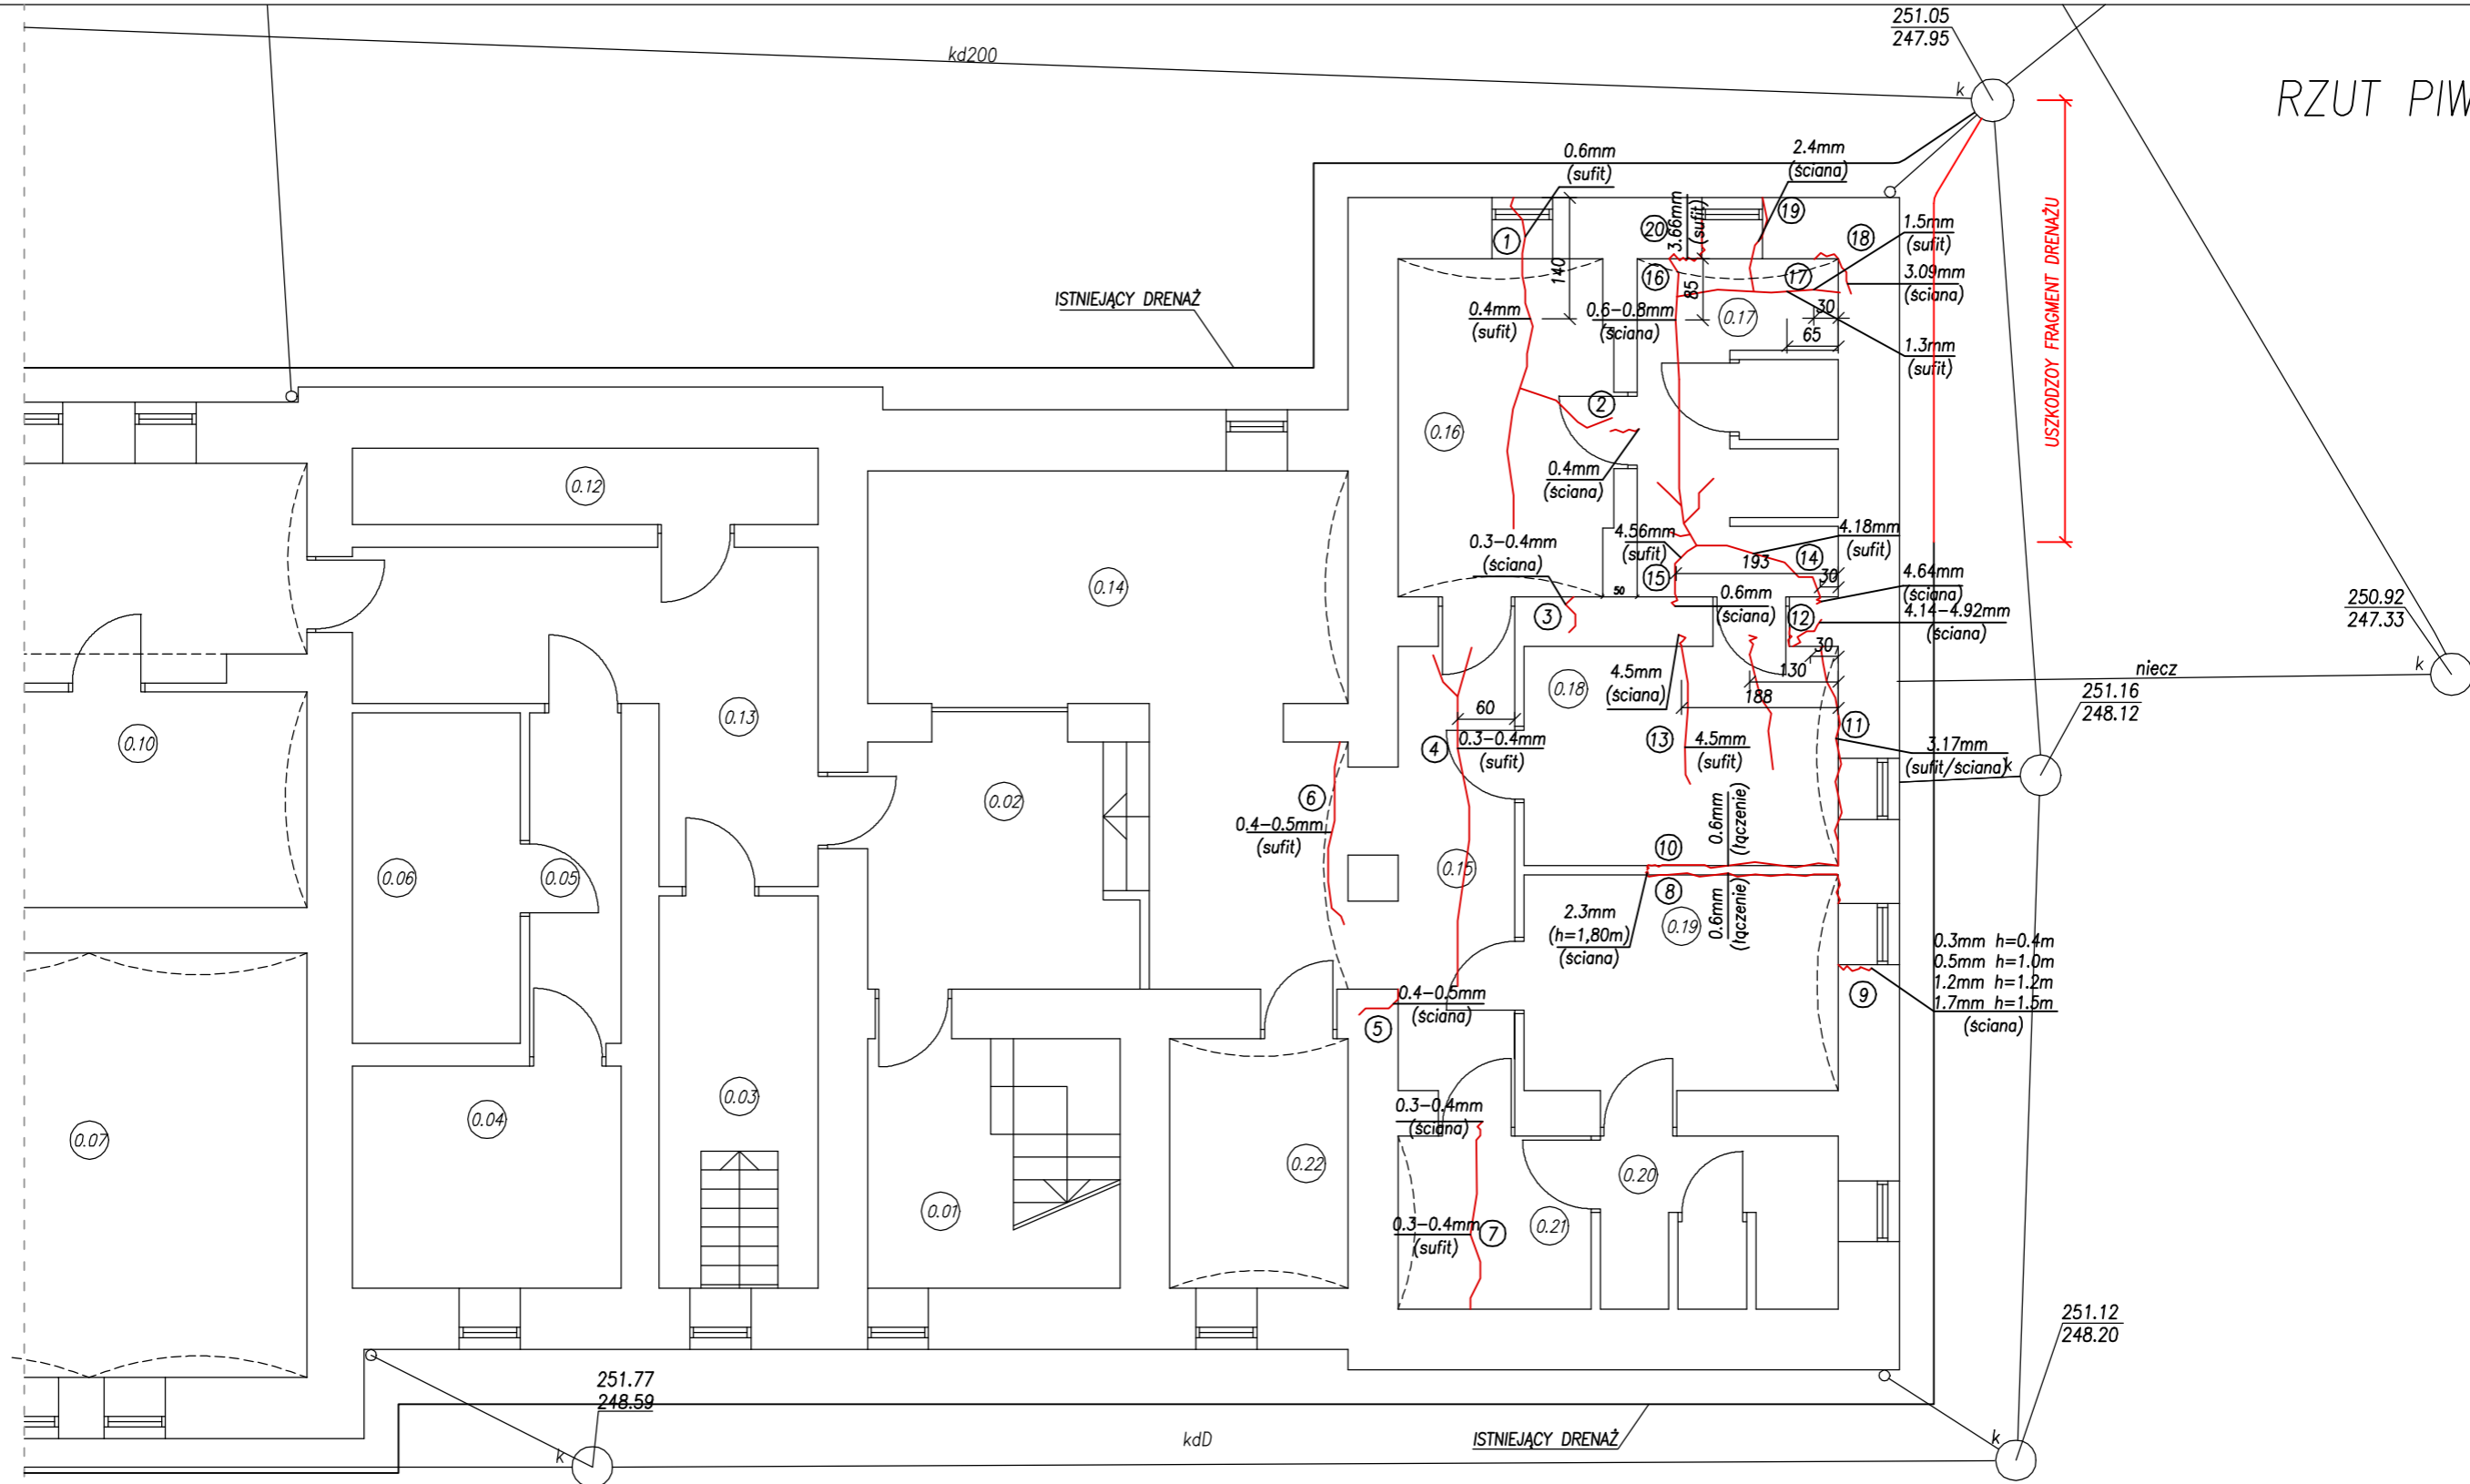 kd200
251.05
247.95
k
RZUT PIW
0.6mm
(sufit)
2.4mm
(ściana)
19
20
3.66mm
(sufit)
1
18
1.5mm
(sufit)
USZKODZOY FRAGMENT DRENAŻU
140
16
85
17
3.09mm
(ściana)
ISTNIEJĄCY DRENAŻ
0.4mm
(sufit)
0.6-0.8mm
(ściana)
0.17
30
65
1.3mm
(sufit)
2
0.16
0.4mm
(ściana)
0.12
0.3-0.4mm
(ściana)
4.56mm
(sufit)
4.18mm
(sufit)
14
193
15
30
4.64mm
(ściana)
0.14
50
0.6mm
(ściana)
3
12
4.14-4.92mm
(ściana)
250.92
247.33
k
niecz
30
130
188
4.5mm
(ściana)
0.18
251.16
248.12
0.13
0.10
60
4
0.3-0.4mm
(sufit)
13
4.5mm
(sufit)
11
3.17mm
(sufit/ściana)
k
0.02
6
0.4-0.5mm
(sufit)
0.6mm
(łączenie)
10
0.15
0.06
0.05
8
0.19
0.6mm
(łączenie)
2.3mm
(h=1,80m)
(ściana)
0.3mm h=0.4m
0.5mm h=1.0m
1.2mm h=1.2m
1.7mm h=1.5m
(ściana)
9
0.4-0.5mm
(ściana)
5
0.03
0.04
0.07
0.3-0.4mm
(ściana)
0.22
0.20
0.01
0.3-0.4mm
(sufit)
7
0.21
251.12
248.20
251.77
248.59
k
kdD
ISTNIEJĄCY DRENAŻ
k